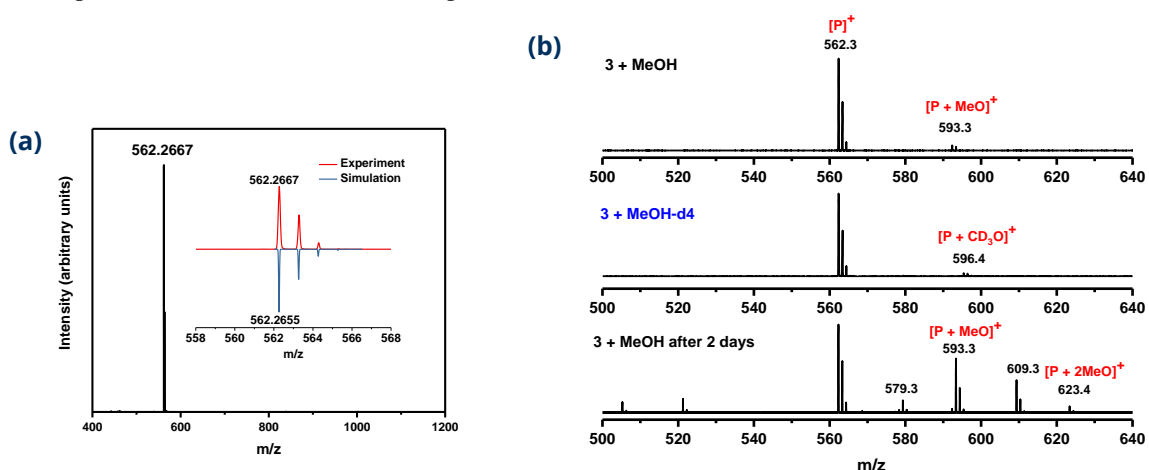 (a)
Intensity (arbitrary units)
562.2667
Experiment
Simulation
562.2667
562.2655
558 560 562 564 566 568
m/z
400 600 800 1000 1200
m/z
(b)
3 + MeOH
[P]+
562.3
[P + MeO]+
593.3
500 520 540 560 580 600 620 640
3 + MeOH-d4
[P + CD3O]+
596.4
500 520 540 560 580 600 620 640
3 + MeOH after 2 days
[P + MeO]+
593.3
579.3
609.3
[P + 2MeO]+
623.4
500 520 540 560 580 600 620 640
m/z